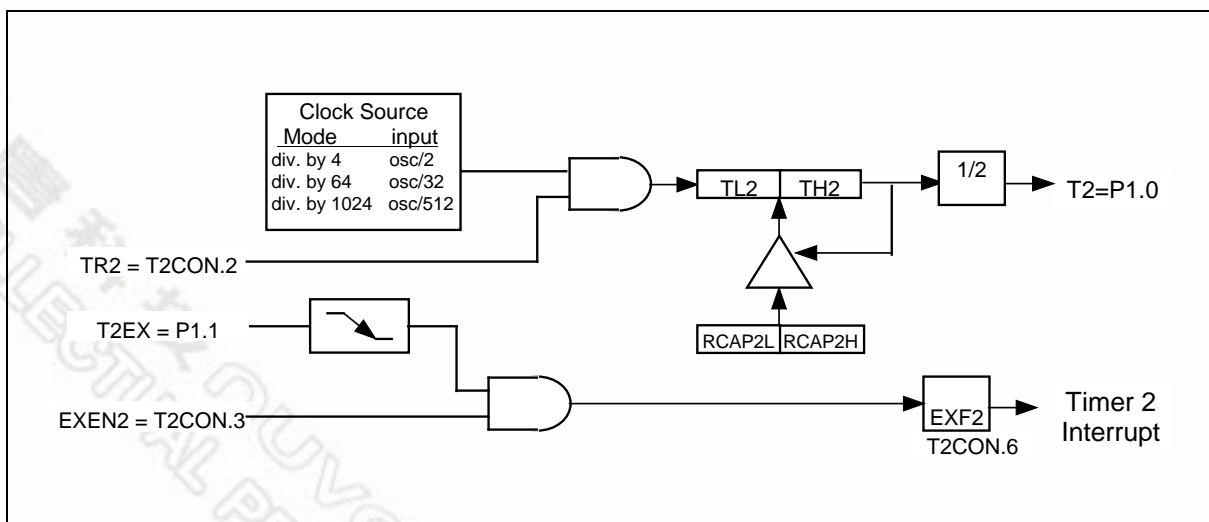 Clock Source
Mode input
div. by 4 osc/2
div. by 64 osc/32
div. by 1024 osc/512
TL2 TH2
1/2
T2=P1.0
TR2 = T2CON.2
T2EX = P1.1
RCAP2L RCAP2H
EXEN2 = T2CON.3
EXF2
T2CON.6
Timer 2
Interrupt